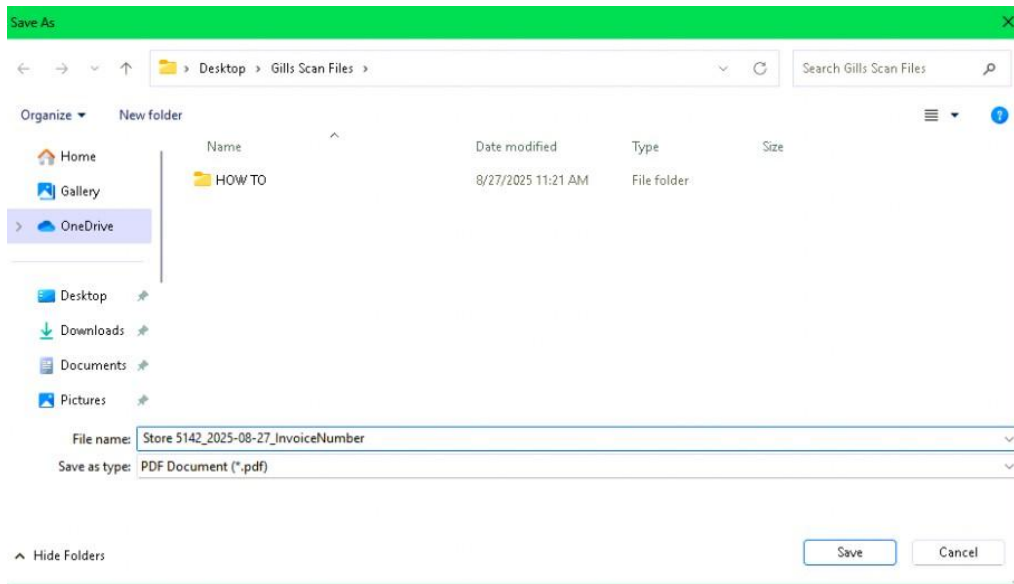 Save As
Desktop > Gills Scan Files >
Search Gills Scan Files
Organize
New folder
Name
Date modified
Type
Size
HOW TO
8/27/2025 11:21 AM
File folder
Home
Gallery
OneDrive
Desktop
Downloads
Documents
Pictures
File name: Store 5142_2025-08-27_InvoiceNumber
Save as type: PDF Document (*.pdf)
Hide Folders
Save
Cancel